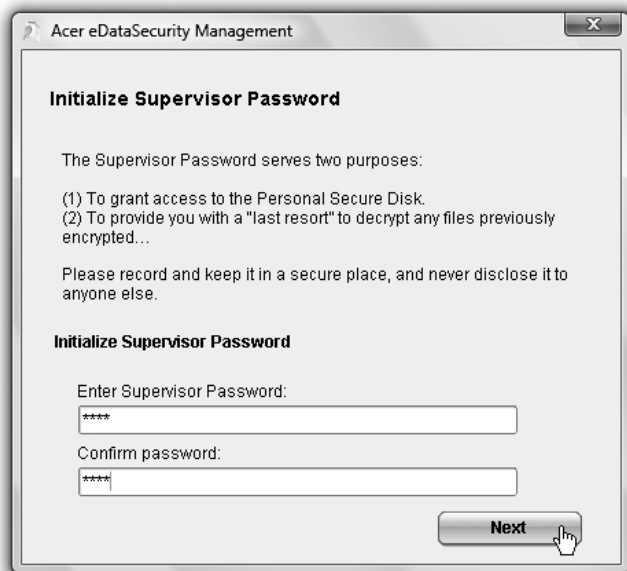 Acer eDataSecurity Management
X
Initialize Supervisor Password
The Supervisor Password serves two purposes:
(1) To grant access to the Personal Secure Disk.
(2) To provide you with a "last resort" to decrypt any files previously
encrypted...
Please record and keep it in a secure place, and never disclose it to
anyone else.
Initialize Supervisor Password
Enter Supervisor Password:
****
Confirm password:
****
Next